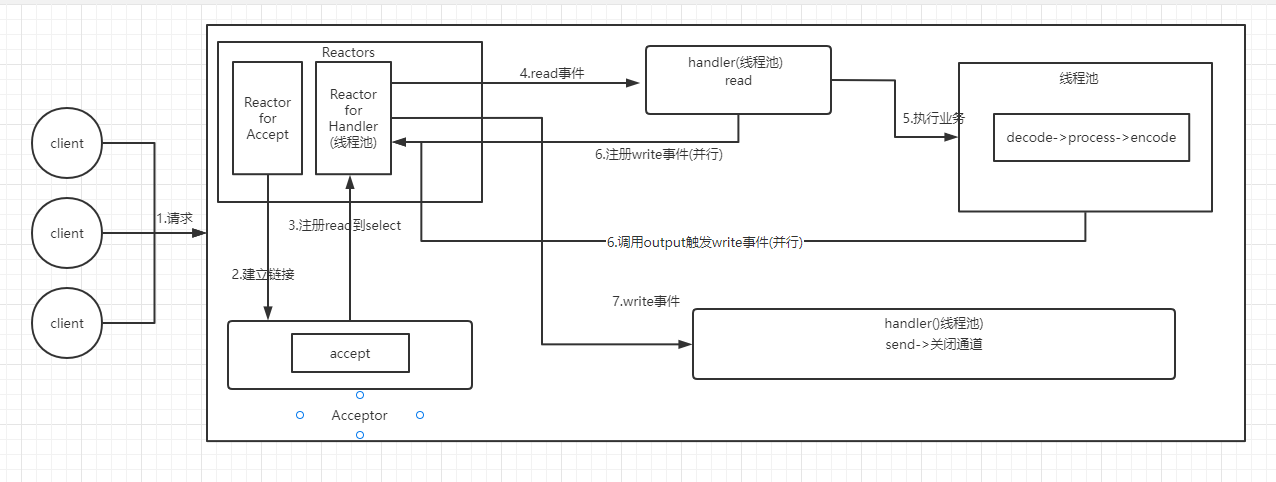 Reactors
Reactor
for
Accept
Reactor
for
Handler
(线程池)
client
client
client
1.请求
2.建立链接
3.注册read到select
4.read事件
handler(线程池)
read
5.执行业务
线程池
decode->process->encode
6.注册write事件(并行)
6.调用output触发write事件(并行)
7.write事件
handler()线程池)
send->关闭通道
accept
Acceptor